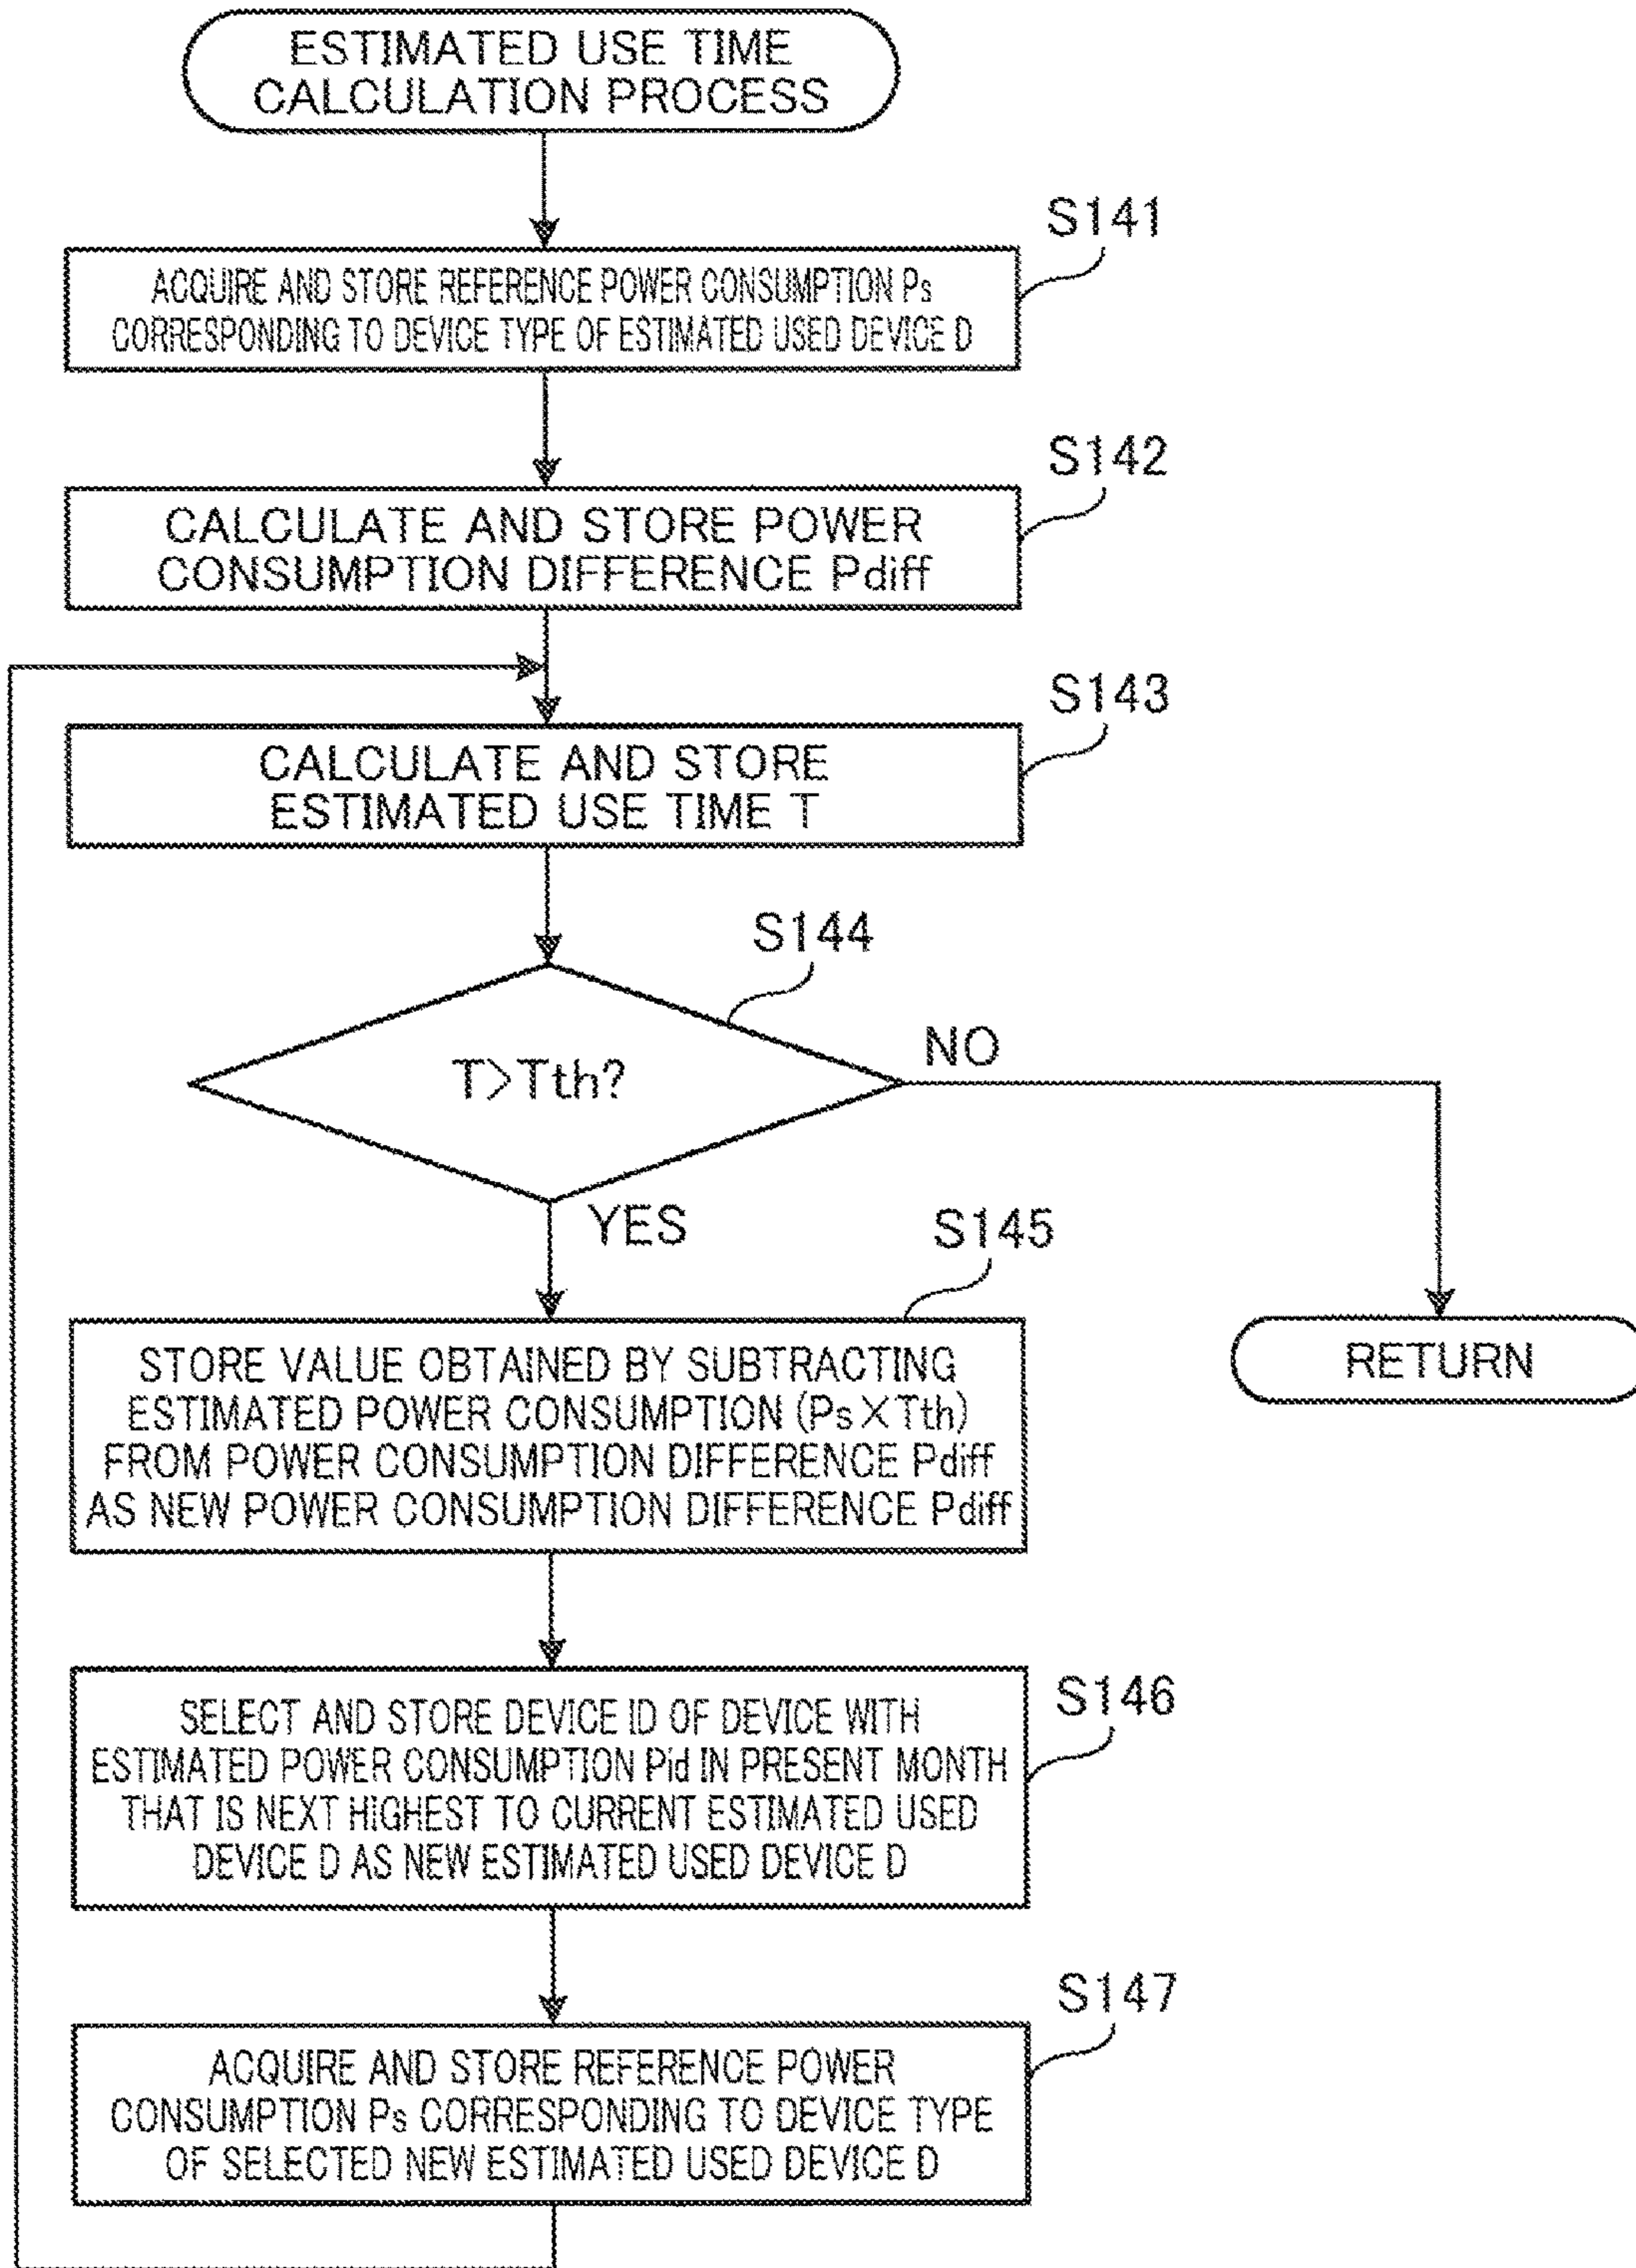 ESTIMATED USE TIME
CALCULATION PROCESS
S141
ACQUIRE AND STORE REFERENCE POWER CONSUMPTION Ps
CORRESPONDING TO DEVICE TYPE OF ESTIMATED USED DEVICE D
S142
CALCULATE AND STORE POWER
CONSUMPTION DIFFERENCE Pdiff
S143
CALCULATE AND STORE
ESTIMATED USE TIME T
S144
T>Tth?
NO
YES
S145
STORE VALUE OBTAINED BY SUBTRACTING
ESTIMATED POWER CONSUMPTION (Ps×Tth)
FROM POWER CONSUMPTION DIFFERENCE Pdiff
AS NEW POWER CONSUMPTION DIFFERENCE Pdiff
RETURN
S146
SELECT AND STORE DEVICE ID OF DEVICE WITH
ESTIMATED POWER CONSUMPTION Pid IN PRESENT MONTH
THAT IS NEXT HIGHEST TO CURRENT ESTIMATED USED
DEVICE D AS NEW ESTIMATED USED DEVICE D
S147
ACQUIRE AND STORE REFERENCE POWER
CONSUMPTION Ps CORRESPONDING TO DEVICE TYPE
OF SELECTED NEW ESTIMATED USED DEVICE D